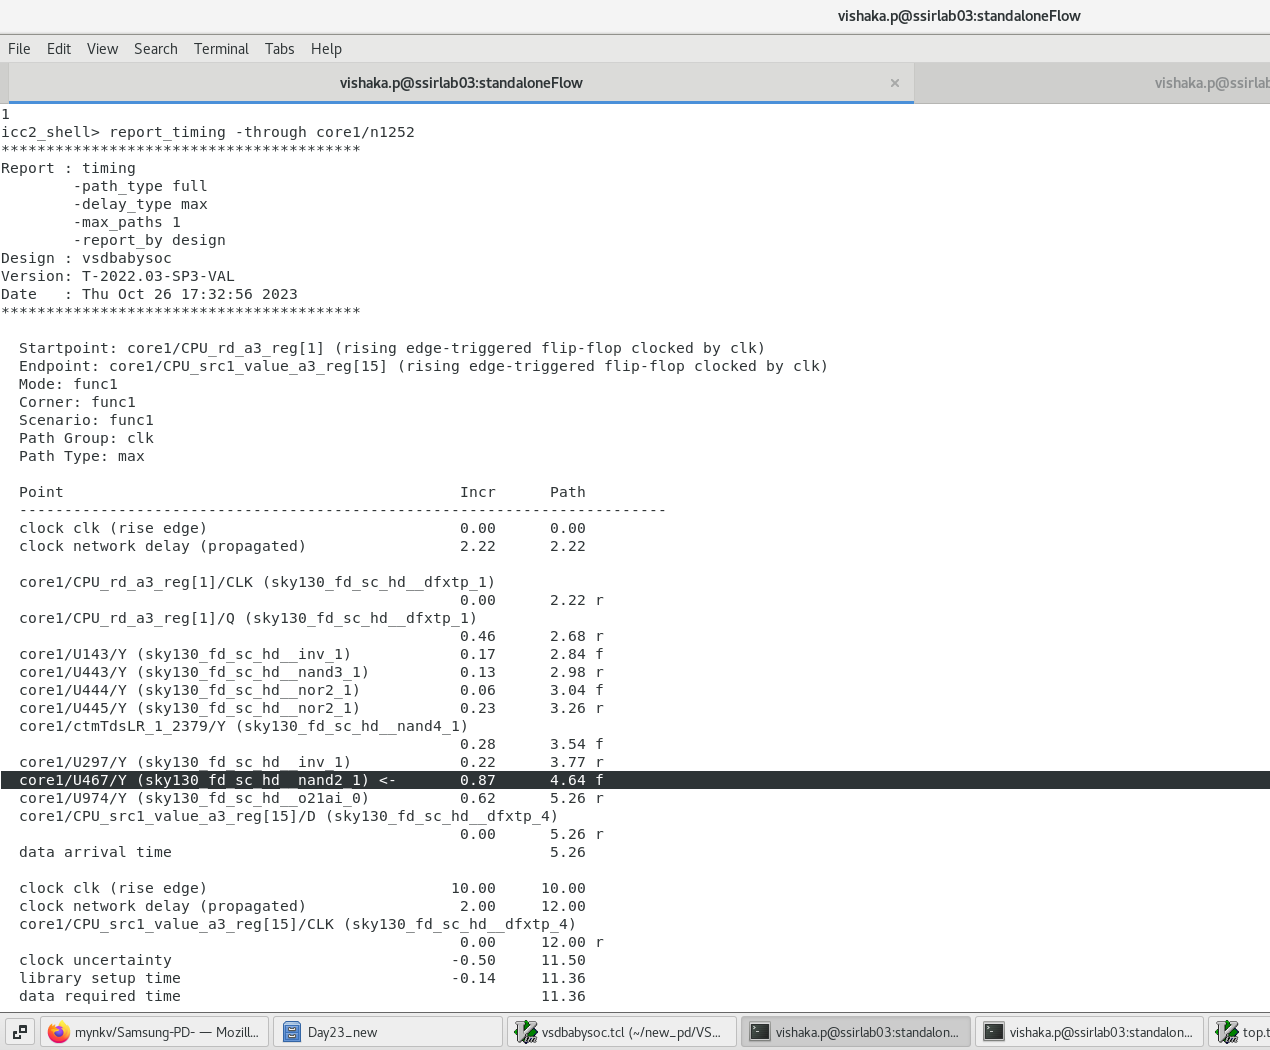 vishaka.p@ssirlab03:standaloneFlow
File Edit View Search Terminal Tabs Help
vishaka.p@ssirlab03:standaloneFlow × vishaka.p@ssirlab
1
icc2_shell> report_timing -through core1/n1252
****************************************
Report : timing
        -path_type full
        -delay_type max
        -max_paths 1
        -report_by design
Design : vsdbabysoc
Version: T-2022.03-SP3-VAL
Date   : Thu Oct 26 17:32:56 2023
****************************************
  Startpoint: core1/CPU_rd_a3_reg[1] (rising edge-triggered flip-flop clocked by clk)
  Endpoint: core1/CPU_src1_value_a3_reg[15] (rising edge-triggered flip-flop clocked by clk)
  Mode: func1
  Corner: func1
  Scenario: func1
  Path Group: clk
  Path Type: max
  Point                                            Incr      Path
  ------------------------------------------------------------------------
  clock clk (rise edge)                            0.00      0.00
  clock network delay (propagated)                 2.22      2.22
  core1/CPU_rd_a3_reg[1]/CLK (sky130_fd_sc_hd__dfxtp_1)
                                                   0.00      2.22 r
  core1/CPU_rd_a3_reg[1]/Q (sky130_fd_sc_hd__dfxtp_1)
                                                   0.46      2.68 r
  core1/U143/Y (sky130_fd_sc_hd__inv_1)            0.17      2.84 f
  core1/U443/Y (sky130_fd_sc_hd__nand3_1)          0.13      2.98 r
  core1/U444/Y (sky130_fd_sc_hd__nor2_1)           0.06      3.04 f
  core1/U445/Y (sky130_fd_sc_hd__nor2_1)           0.23      3.26 r
  core1/ctmTdsLR_1_2379/Y (sky130_fd_sc_hd__nand4_1)
                                                   0.28      3.54 f
  core1/U297/Y (sky130_fd_sc_hd__inv_1)            0.22      3.77 r
  core1/U467/Y (sky130_fd_sc_hd__nand2_1) <-       0.87      4.64 f
  core1/U974/Y (sky130_fd_sc_hd__o21ai_0)          0.62      5.26 r
  core1/CPU_src1_value_a3_reg[15]/D (sky130_fd_sc_hd__dfxtp_4)
                                                   0.00      5.26 r
  data arrival time                                          5.26
  clock clk (rise edge)                           10.00     10.00
  clock network delay (propagated)                 2.00     12.00
  core1/CPU_src1_value_a3_reg[15]/CLK (sky130_fd_sc_hd__dfxtp_4)
                                                   0.00     12.00 r
  clock uncertainty                               -0.50     11.50
  library setup time                              -0.14     11.36
  data required time                                        11.36
mynkv/Samsung-PD- — Mozill... Day23_new vsdbabysoc.tcl (~/new_pd/VS... vishaka.p@ssirlab03:standalon... vishaka.p@ssirlab03:standalon... top.t